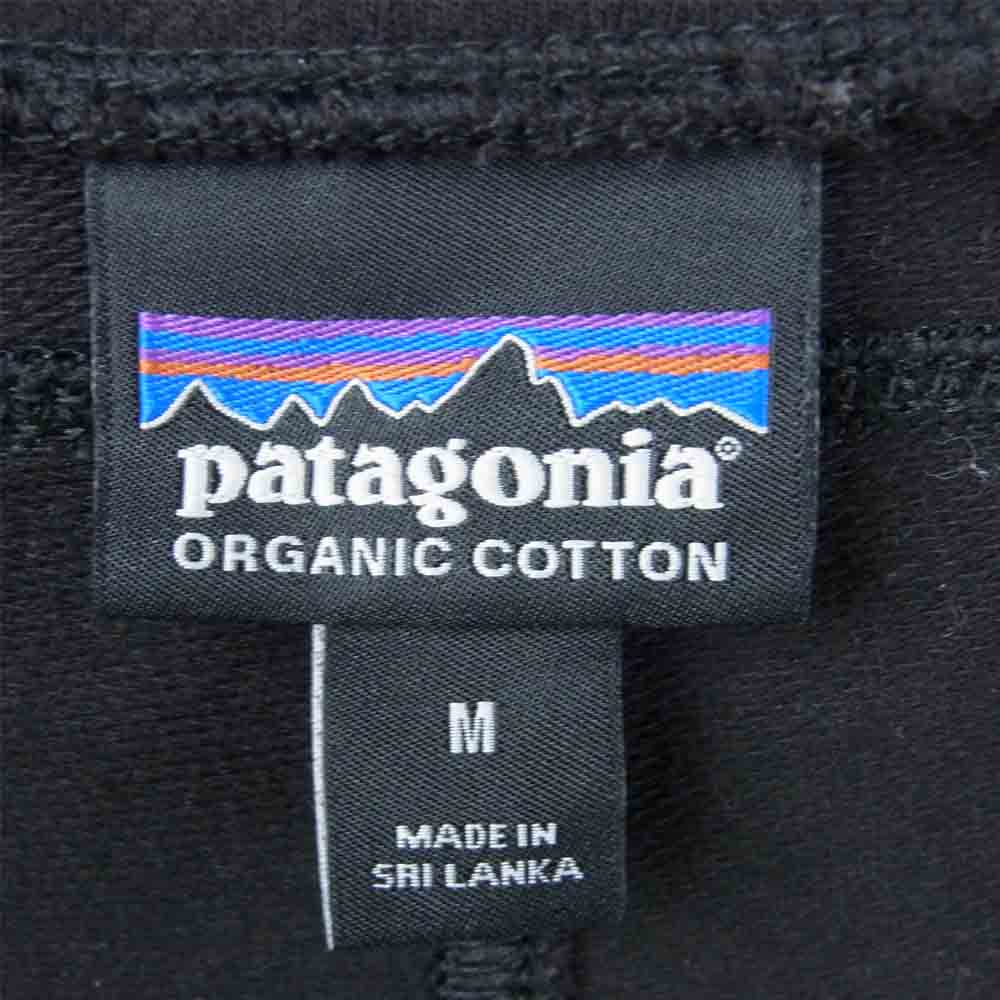 patagonia®
ORGANIC COTTON
M
MADE IN
SRI LANKA